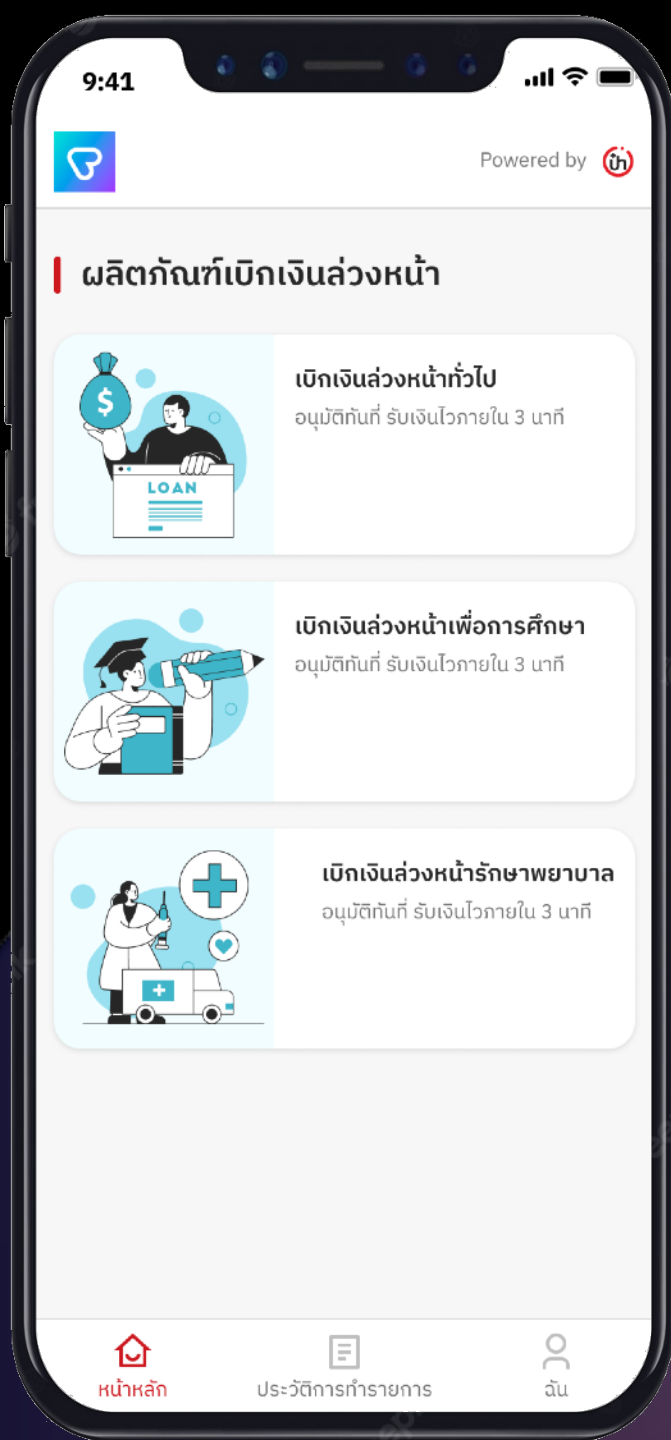 9:41
Powered by
ผลิตภัณฑ์เบิกเงินล่วงหน้า
$
LOAN
เบิกเงินล่วงหน้าทั่วไป
อนุมัติทันที่ รับเงินไวภายใน 3 นาที
เบิกเงินล่วงหน้าเพื่อการศึกษา
อนุมัติทันที่ รับเงินไวภายใน 3 นาที
เบิกเงินล่วงหน้ารักษาพยาบาล
อนุมัติทันที่ รับเงินไวภายใน 3 นาที
หน้าหลัก
ประวัติการทำรายการ
ฉัน